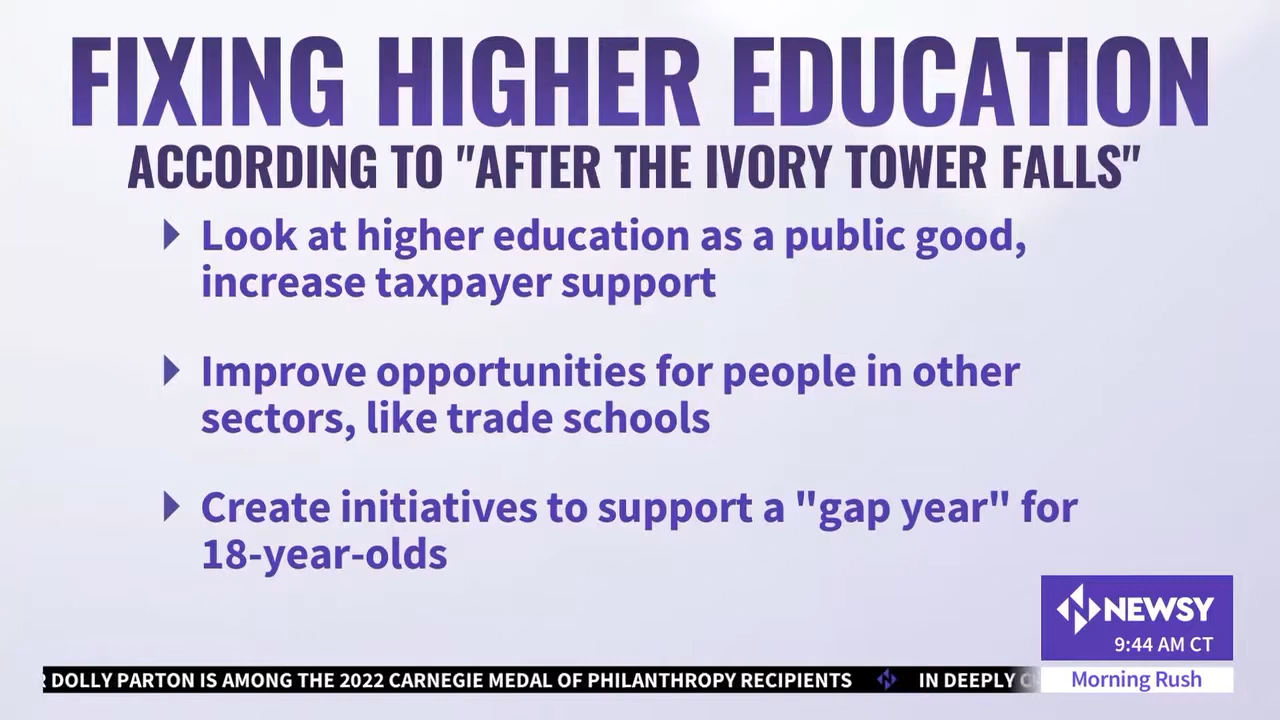 FIXING HIGHER EDUCATION
ACCORDING TO "AFTER THE IVORY TOWER FALLS"
Look at higher education as a public good,
increase taxpayer support
Improve opportunities for people in other
sectors, like trade schools
Create initiatives to support a "gap year" for
18-year-olds
NEWSY
9:44 AM CT
DOLLY PARTON IS AMONG THE 2022 CARNEGIE MEDAL OF PHILANTHROPY RECIPIENTS IN DEEPLY
Morning Rush